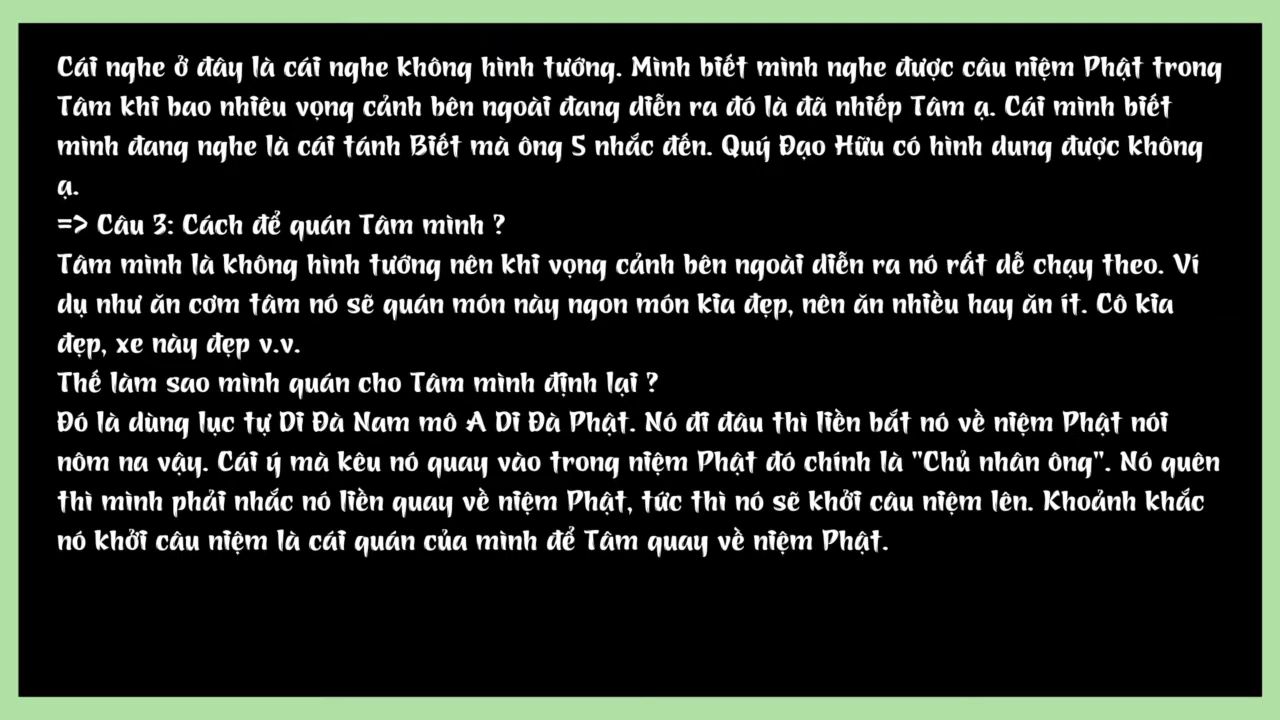 Cái nghe ở đây là cái nghe không hình tướng. Mình biết mình nghe được câu niệm Phật trong
Tâm khi bao nhiêu vọng cảnh bên ngoài đang diễn ra đó là đã nhiếp Tâm ạ. Cái mình biết
mình đang nghe là cái tánh Biết mà ông 5 nhắc đến. Quý Đạo Hữu có hình dung được không
ạ.
=> Câu 3: Cách để quán Tâm mình ?
Tâm mình là không hình tướng nên khi vọng cảnh bên ngoài diễn ra nó rất dễ chạy theo. Ví
dụ như ăn cơm tâm nó sẽ quán món này ngon món kia đẹp, nên ăn nhiều hay ăn ít. Cô kia
đẹp, xe này đẹp v.v.
Thế làm sao mình quán cho Tâm mình định lại ?
Đó là dùng lục tự Di Đà Nam mô A Di Đà Phật. Nó đi đâu thì liền bắt nó về niệm Phật nói
nôm na vậy. Cái ý mà kêu nó quay vào trong niệm Phật đó chính là "Chủ nhân ông". Nó quên
thì mình phải nhắc nó liền quay về niệm Phật, tức thì nó sẽ khởi câu niệm lên. Khoảnh khắc
nó khởi câu niệm là cái quán của mình để Tâm quay về niệm Phật.